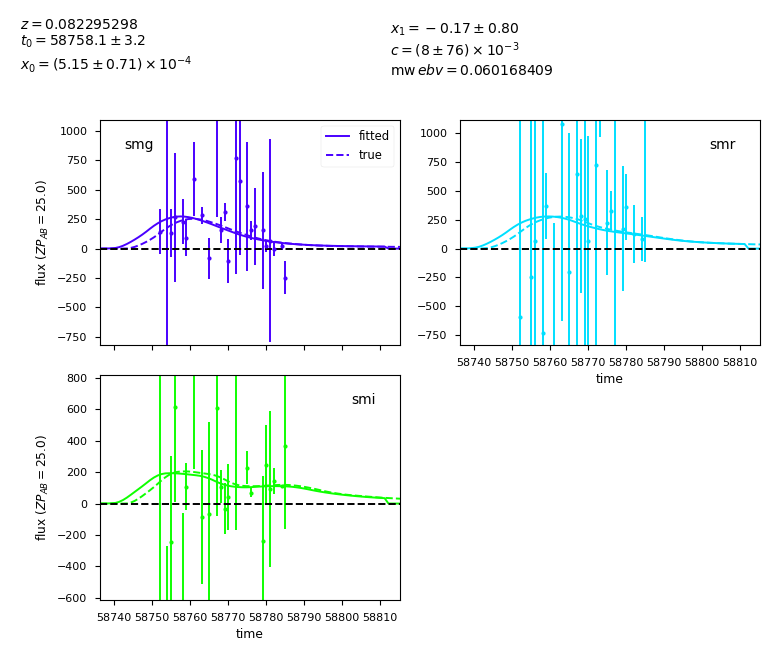 z = 0.082295298
t₀ = 58758.1 ± 3.2
x₀ = (5.15 ± 0.71) × 10⁻⁴
x₁ = −0.17 ± 0.80
c = (8 ± 76) × 10⁻³
mw ebv = 0.060168409
smg
fitted
true
1000
750
500
250
0
−250
−500
−750
flux (ZP_AB = 25.0)
smr
1000
750
500
250
0
−250
−500
−750
58740 58750 58760 58770 58780 58790 58800 58810
time
smi
800
600
400
200
0
−200
−400
−600
flux (ZP_AB = 25.0)
58740 58750 58760 58770 58780 58790 58800 58810
time